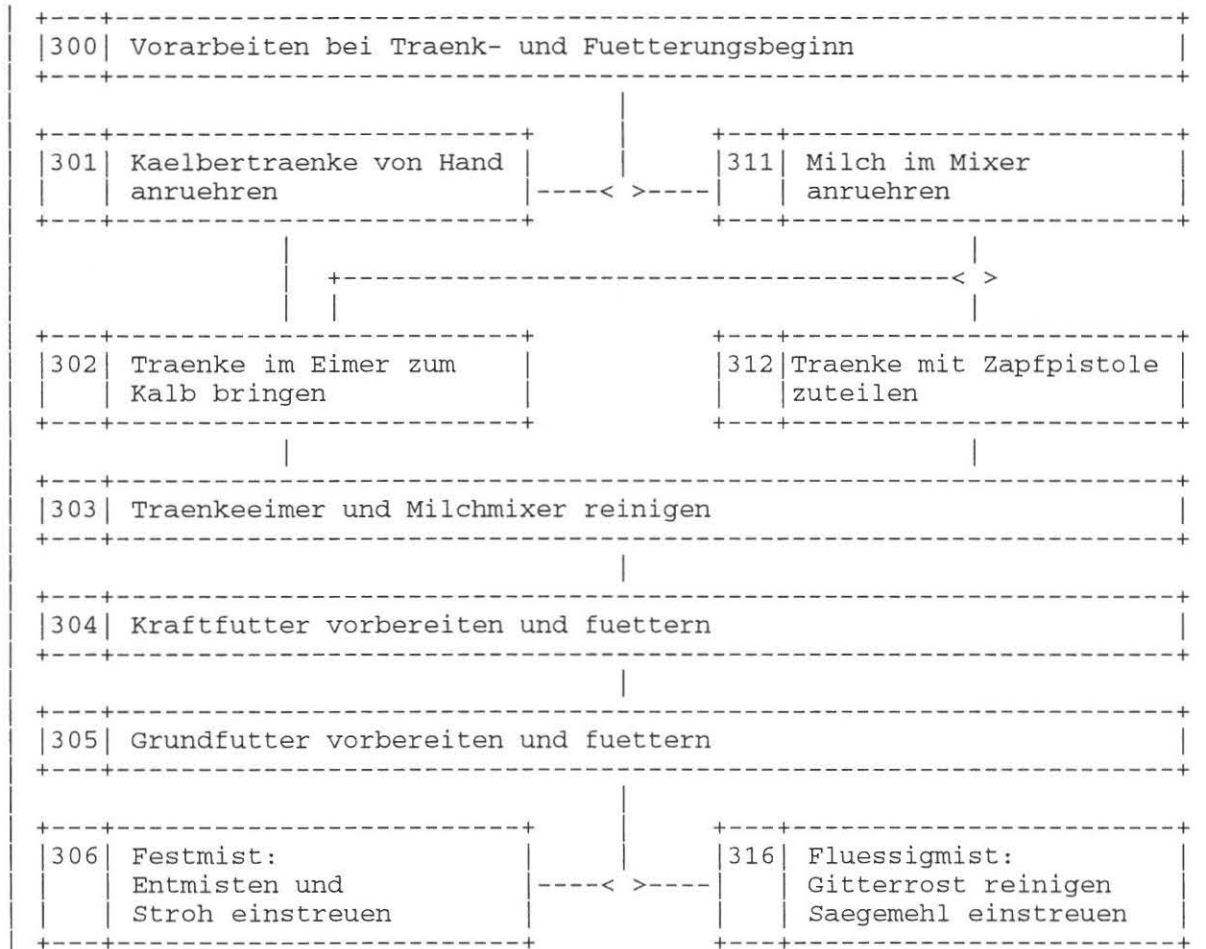 300 Vorarbeiten bei Traenk- und Fuetterungsbeginn
301 Kaelbertraenke von Hand
anruehren
311 Milch im Mixer
anruehren
302 Traenke im Eimer zum
Kalb bringen
312 Traenke mit Zapfpistole
zuteilen
303 Traenkeeimer und Milchmixer reinigen
304 Kraftfutter vorbereiten und fuettern
305 Grundfutter vorbereiten und fuettern
306 Festmist:
Entmisten und
Stroh einstreuen
316 Fluessigmist:
Gitterrost reinigen
Saegemehl einstreuen